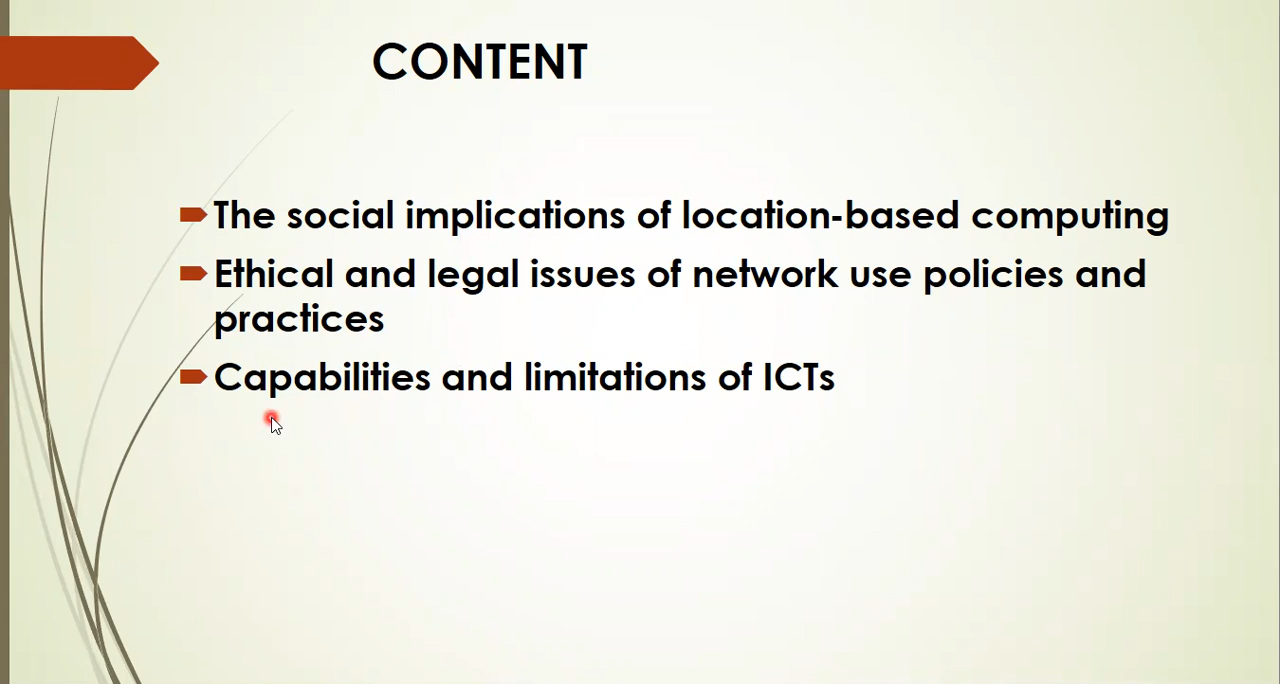 CONTENT
The social implications of location-based computing
Ethical and legal issues of network use policies and
practices
Capabilities and limitations of ICTs